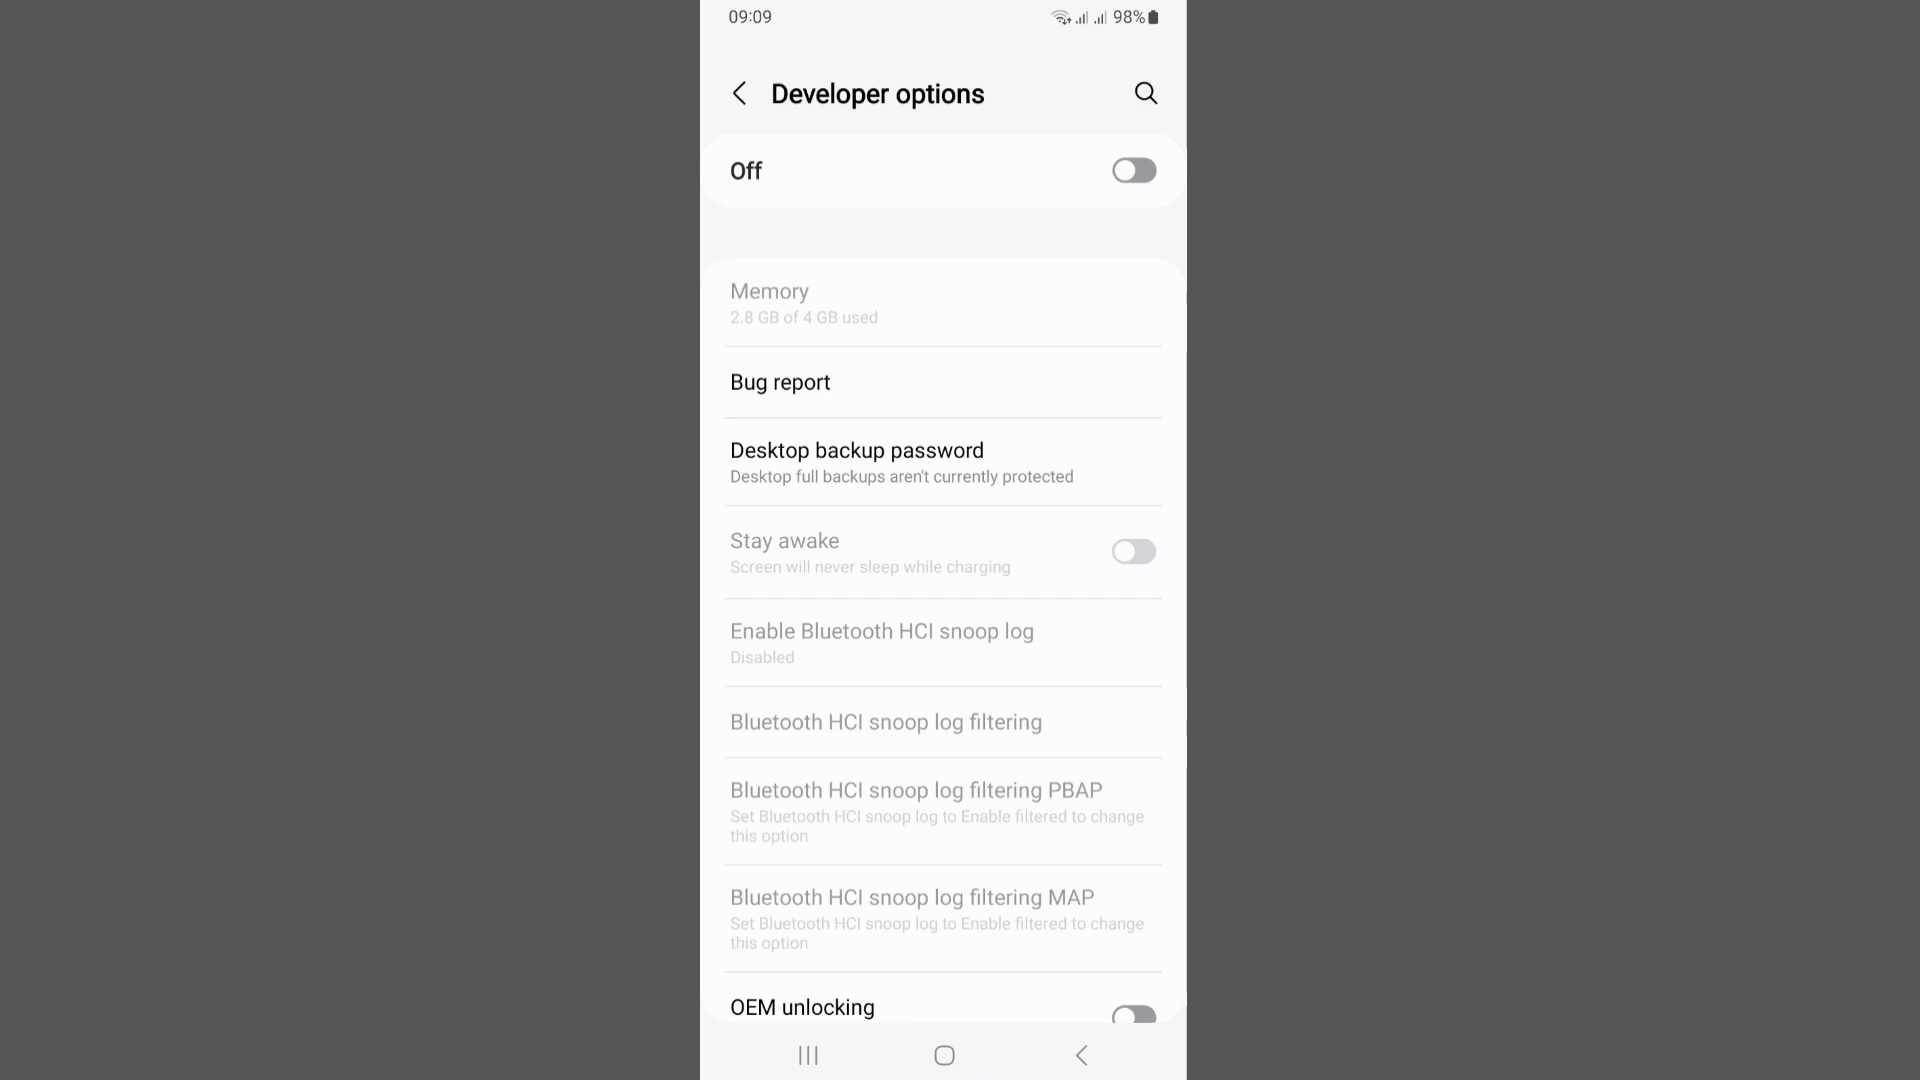 09:09
98%
Developer options
Off
Memory
2.8 GB of 4 GB used
Bug report
Desktop backup password
Desktop full backups aren't currently protected
Stay awake
Screen will never sleep while charging
Enable Bluetooth HCI snoop log
Disabled
Bluetooth HCI snoop log filtering
Bluetooth HCI snoop log filtering PBAP
Set Bluetooth HCI snoop log to Enable filtered to change
this option
Bluetooth HCI snoop log filtering MAP
Set Bluetooth HCI snoop log to Enable filtered to change
this option
OEM unlocking